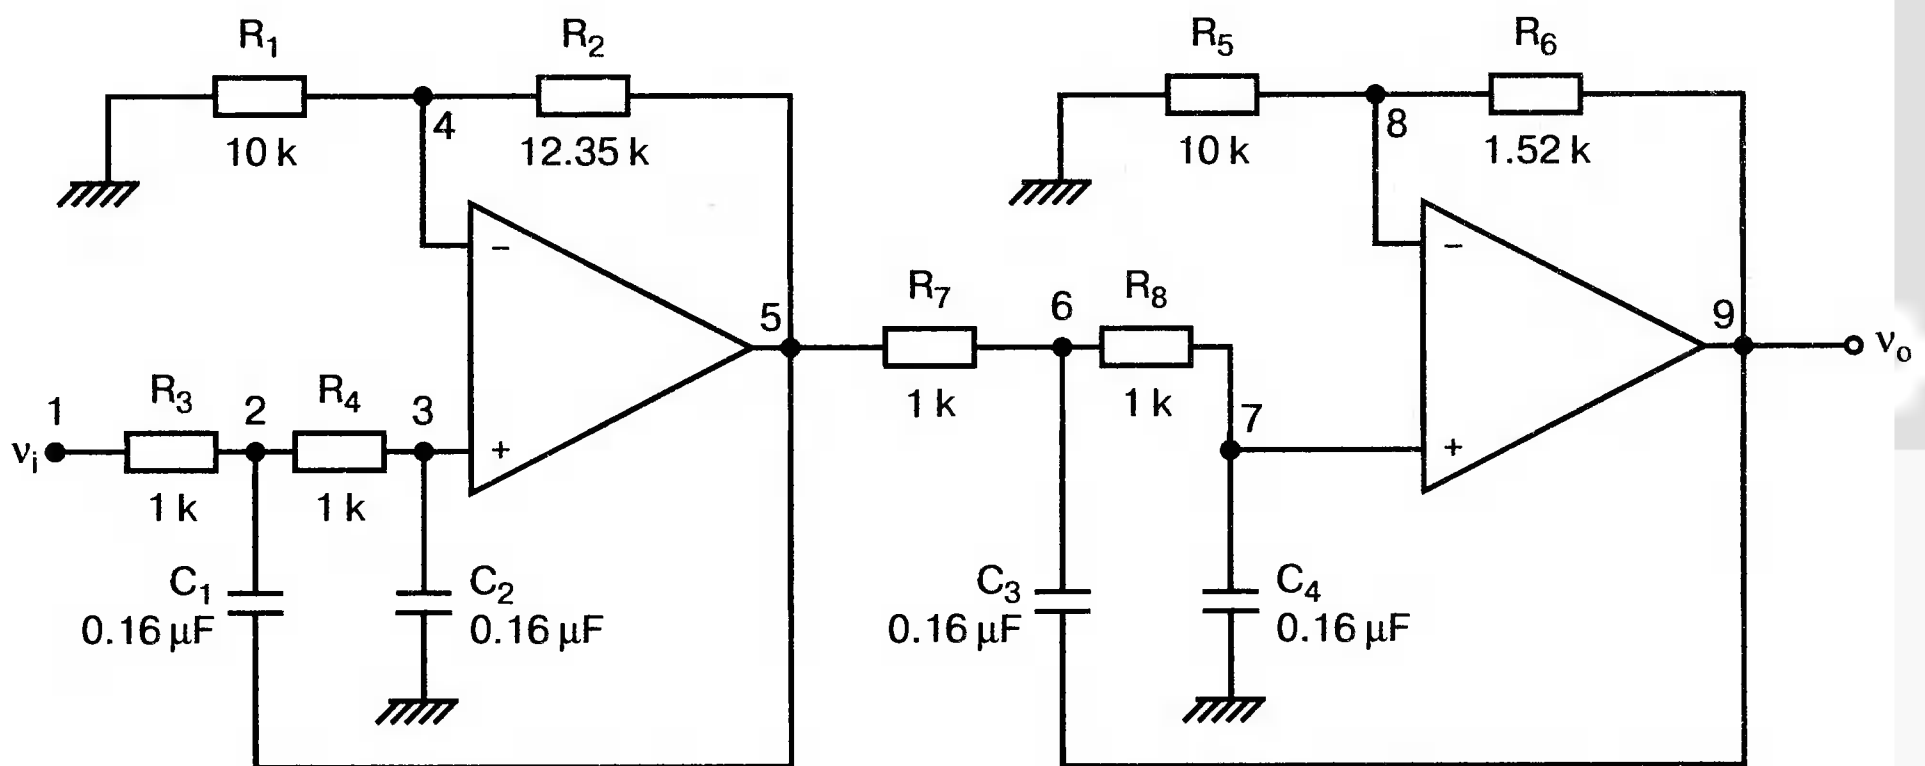 R1 R2 R5 R6
4 8
10 k 12.35 k 10 k 1.52 k
− −
R7 6 R8
5 9
νo
R3 R4
1 2 3 1 k 1 k 7
νi + +
1 k 1 k
C1 C2 C3 C4
0.16 μF 0.16 μF 0.16 μF 0.16 μF